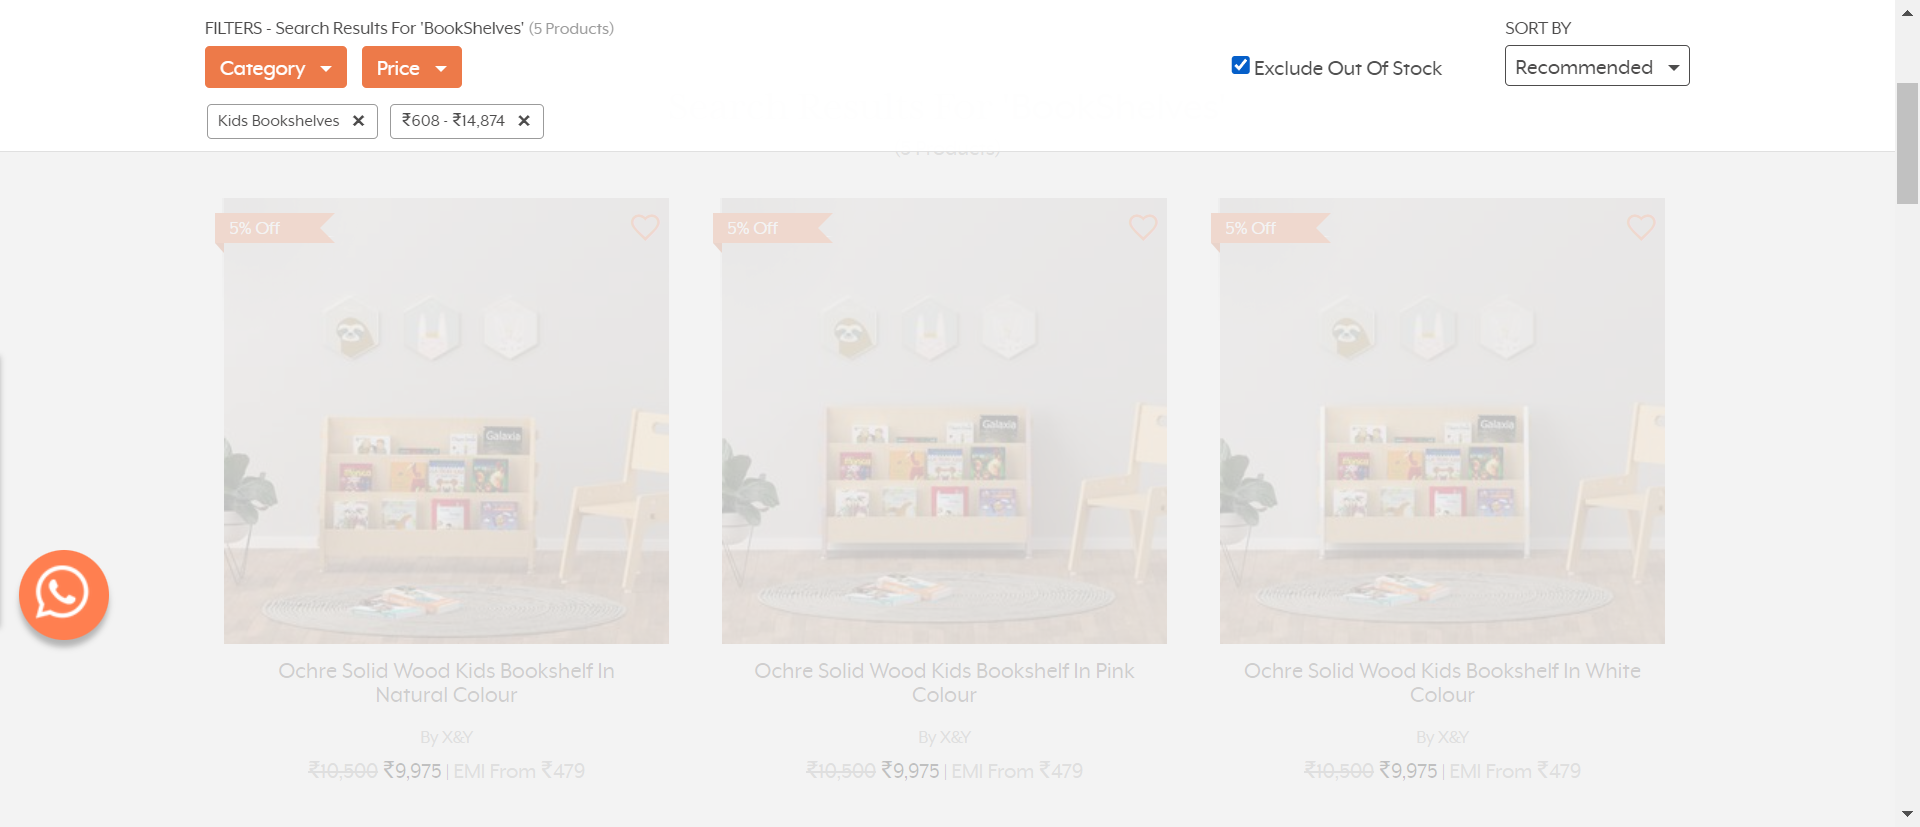 FILTERS - Search Results For 'BookShelves' (5 Products)
SORT BY
Category
Price
Exclude Out Of Stock
Recommended
Kids Bookshelves ✕
₹608 - ₹14,874 ✕
(5 Products)
5% Off
5% Off
5% Off
Galaxia
Galaxia
Galaxia
Ochre Solid Wood Kids Bookshelf In
Natural Colour
Ochre Solid Wood Kids Bookshelf In Pink
Colour
Ochre Solid Wood Kids Bookshelf In White
Colour
By X&Y
By X&Y
By X&Y
₹10,500 ₹9,975 | EMI From ₹479
₹10,500 ₹9,975 | EMI From ₹479
₹10,500 ₹9,975 | EMI From ₹479